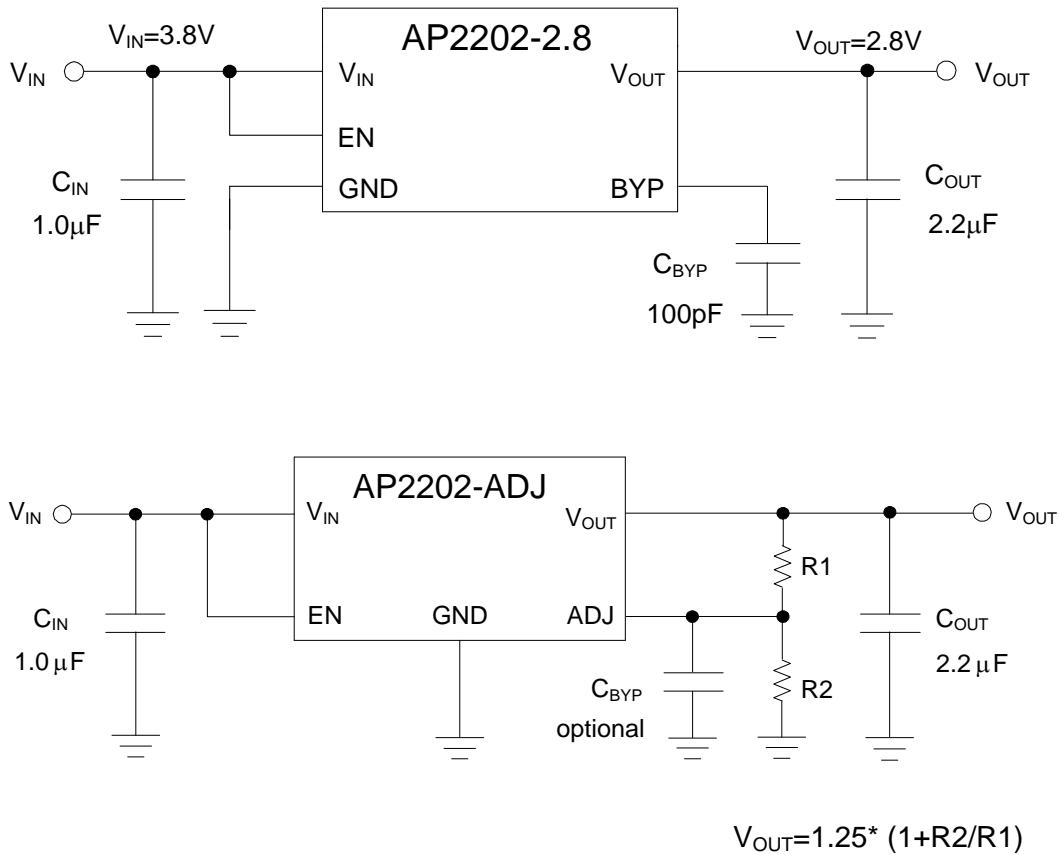 AP2202-2.8
V_IN=3.8V
V_OUT=2.8V
V_IN
V_IN
V_OUT
V_OUT
EN
C_IN
GND
BYP
C_OUT
1.0μF
2.2μF
C_BYP
100pF
AP2202-ADJ
V_IN
V_IN
V_OUT
V_OUT
R1
C_IN
EN
GND
ADJ
C_OUT
1.0μF
2.2μF
C_BYP
R2
optional
V_OUT=1.25* (1+R2/R1)